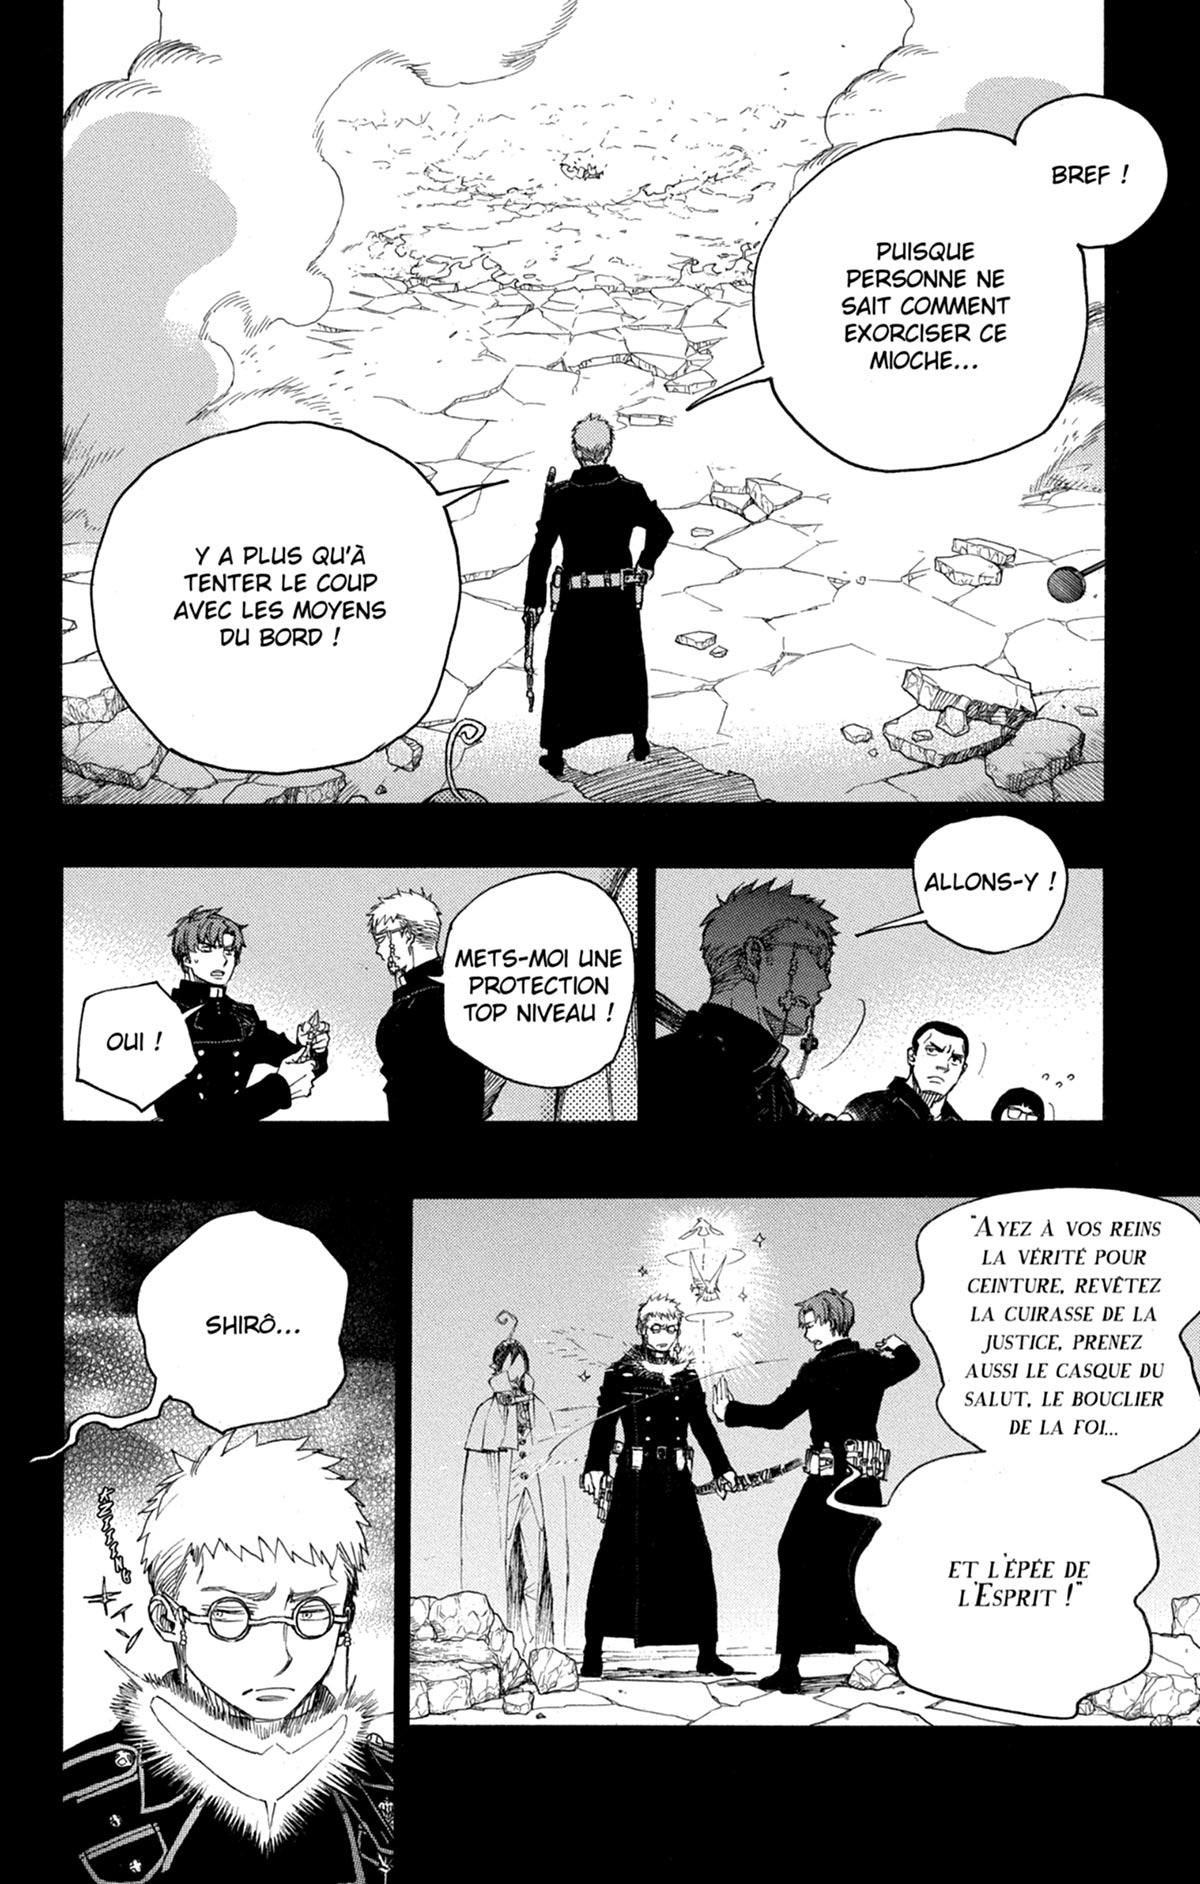 BREF !
PUISQUE
PERSONNE NE
SAIT COMMENT
EXORCISER CE
MIOCHE...
Y A PLUS QU'À
TENTER LE COUP
AVEC LES MOYENS
DU BORD !
ALLONS-Y !
METS-MOI UNE
PROTECTION
TOP NIVEAU !
OUI !
"AYEZ À VOS REINS
LA VÉRITÉ POUR
CEINTURE, REVÊTEZ
LA CUIRASSE DE LA
JUSTICE, PRENEZ
AUSSI LE CASQUE DU
SALUT, LE BOUCLIER
DE LA FOI...
ET L'ÉPÉE DE
L'ESPRIT !"
SHIRÔ...